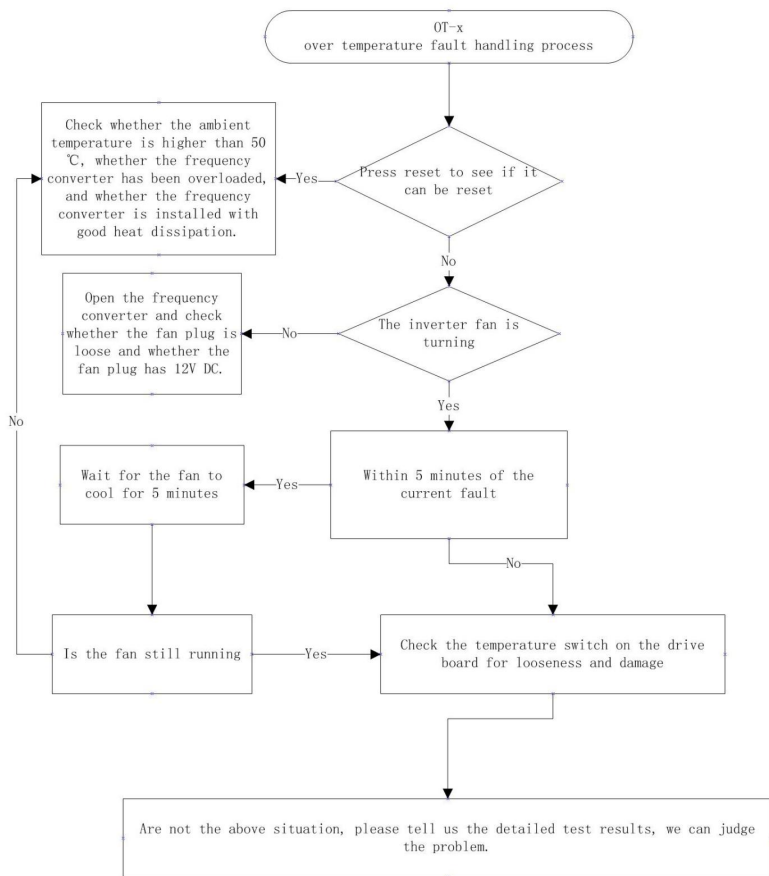 OT-x
over temperature fault handling process
Check whether the ambient
temperature is higher than 50
℃, whether the frequency
converter has been overloaded,
and whether the frequency
converter is installed with
good heat dissipation.
Yes
Press reset to see if it
can be reset
No
Open the frequency
converter and check
whether the fan plug is
loose and whether the
fan plug has 12V DC.
No
The inverter fan is
turning
Yes
No
Wait for the fan to
cool for 5 minutes
Yes
Within 5 minutes of the
current fault
No
Is the fan still running
Yes
Check the temperature switch on the drive
board for looseness and damage
Are not the above situation, please tell us the detailed test results, we can judge
the problem.